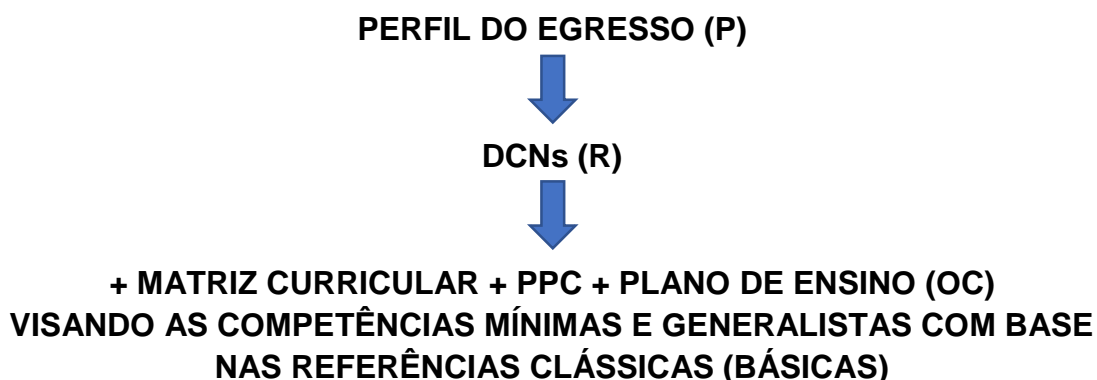 PERFIL DO EGRESSO (P)
DCNs (R)
+ MATRIZ CURRICULAR + PPC + PLANO DE ENSINO (OC)
VISANDO AS COMPETÊNCIAS MÍNIMAS E GENERALISTAS COM BASE
NAS REFERÊNCIAS CLÁSSICAS (BÁSICAS)